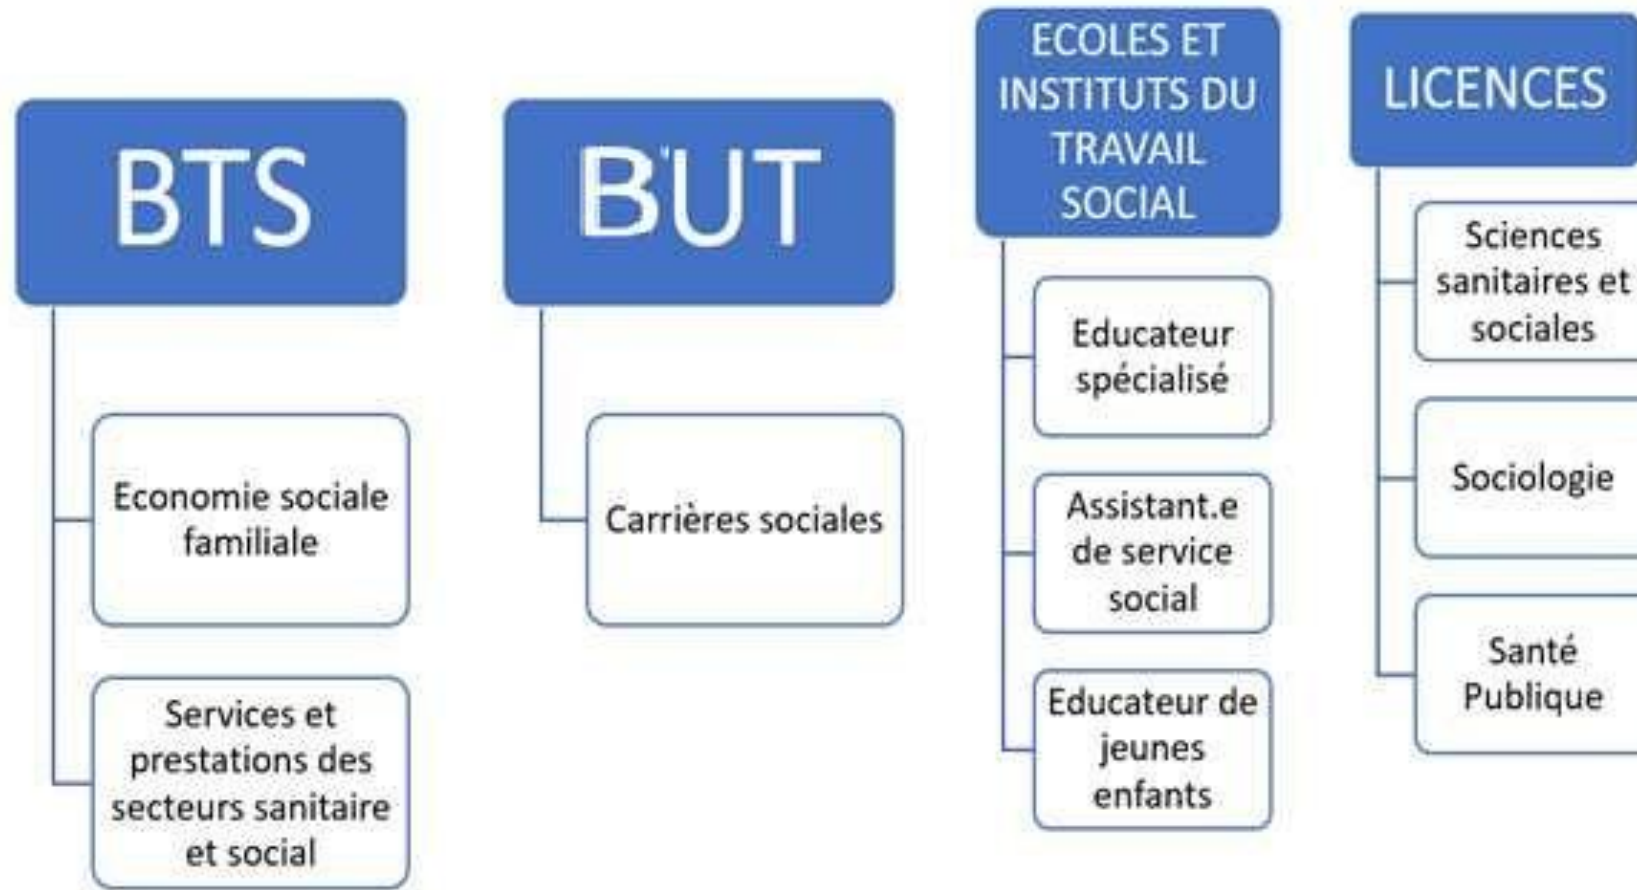 BTS
Economie sociale
familiale
Services et
prestations des
secteurs sanitaire
et social
BUT
Carrières sociales
ECOLES ET
INSTITUTS DU
TRAVAIL
SOCIAL
Educateur
spécialisé
Assistant.e
de service
social
Educateur de
jeunes
enfants
LICENCES
Sciences
sanitaires et
sociales
Sociologie
Santé
Publique